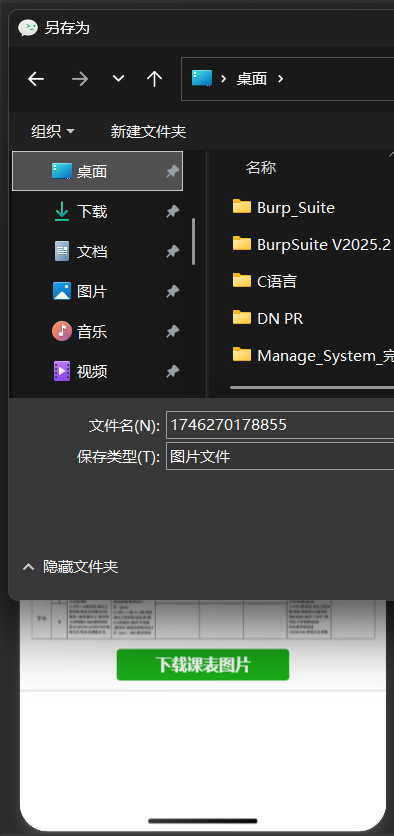 另存为
桌面
组织
新建文件夹
桌面
下载
文档
图片
音乐
视频
名称
Burp_Suite
BurpSuite V2025.2
C语言
DN PR
Manage_System_完
文件名(N): 1746270178855
保存类型(T): 图片文件
隐藏文件夹
下午
下载课表图片